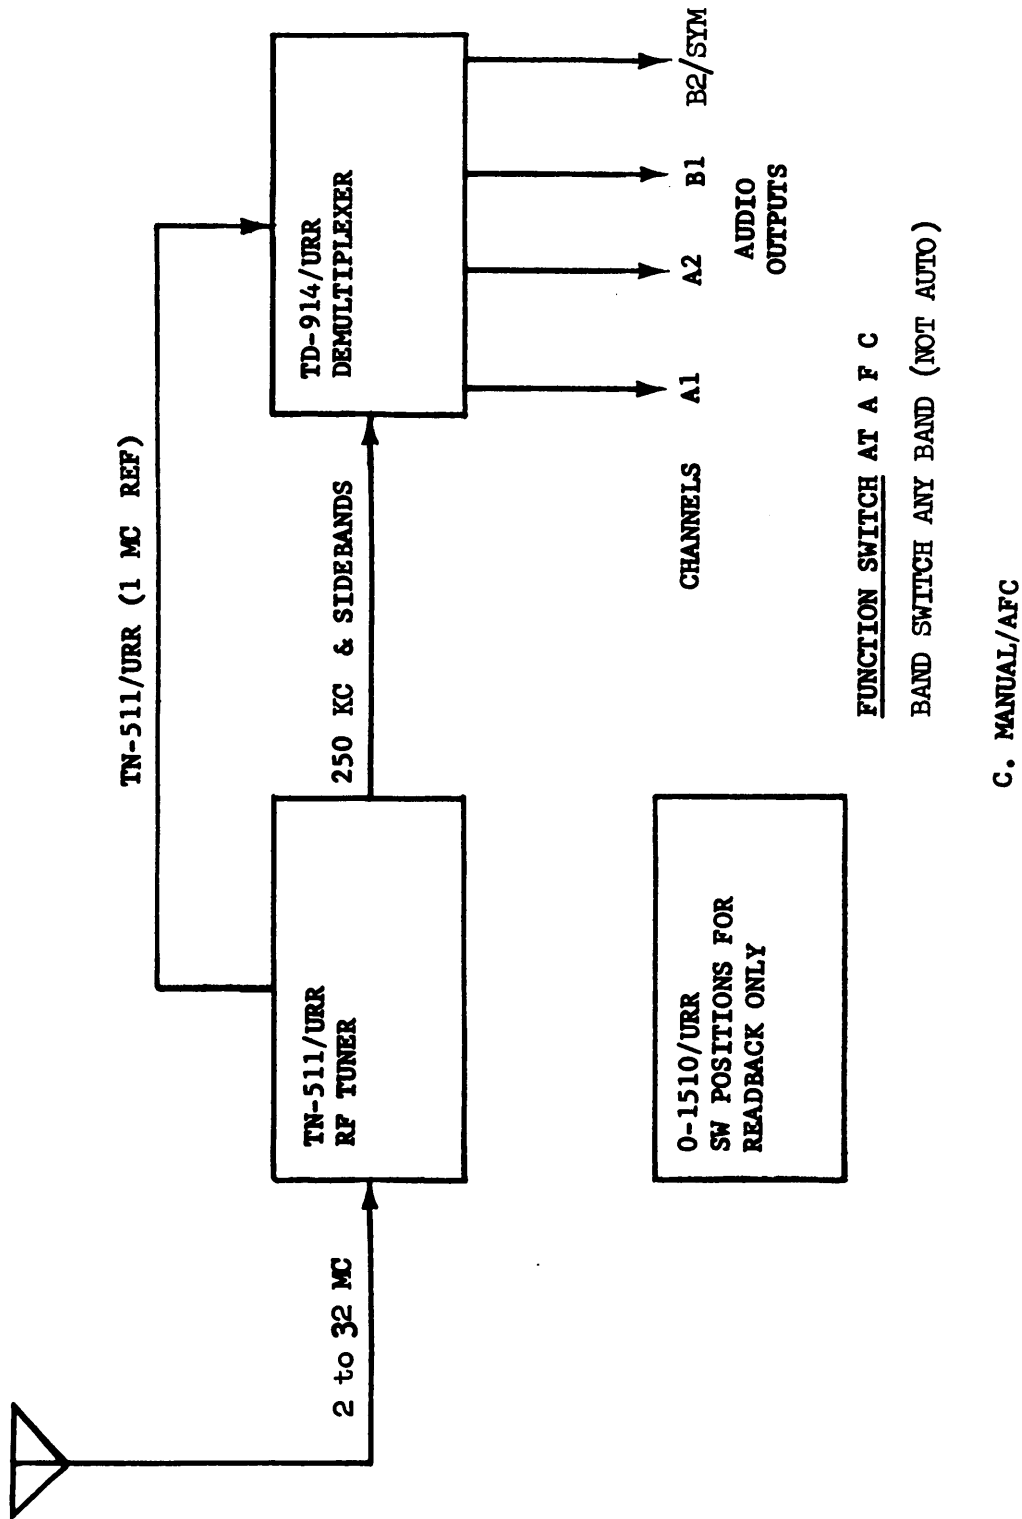 TN-511/URR (1 MC REF)
2 to 32 MC
TN-511/URR
RF TUNER
250 KC & SIDEBANDS
TD-914/URR
DEMULTIPLEXER
O-1510/URR
SW POSITIONS FOR
READBACK ONLY
CHANNELS
A1
A2
B1
B2/SYM
AUDIO
OUTPUTS
FUNCTION SWITCH AT A F C
BAND SWITCH ANY BAND (NOT AUTO)
C. MANUAL/AFC